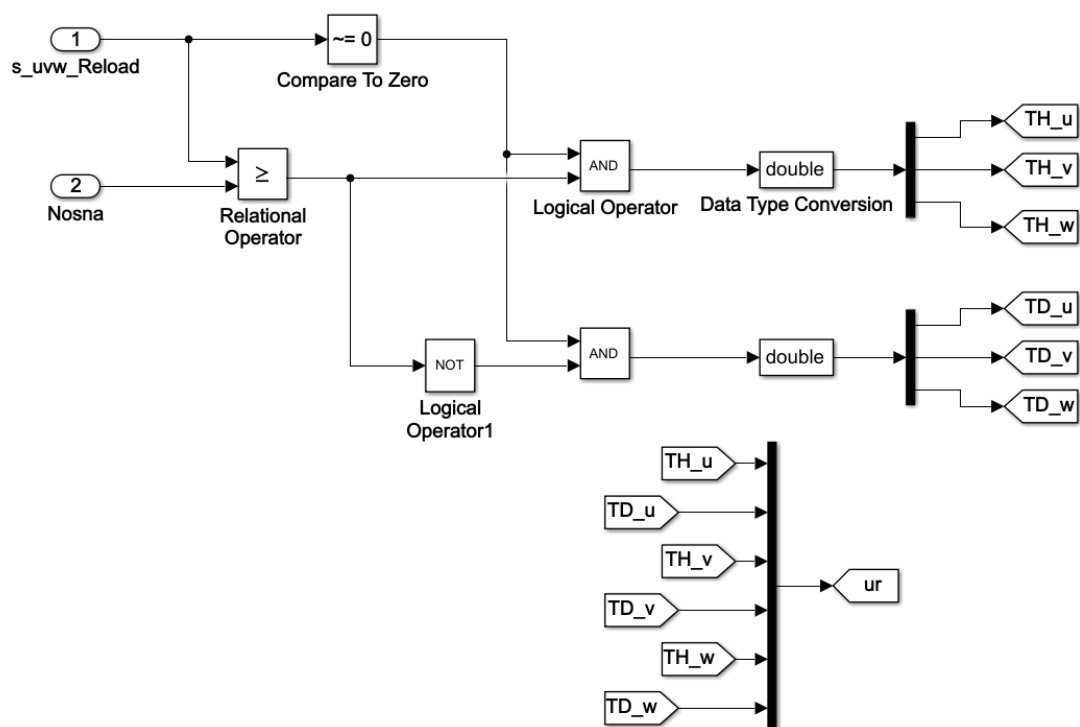 1
s_uvw_Reload
~= 0
Compare To Zero
2
Nosna
≥
Relational
Operator
AND
Logical Operator
double
Data Type Conversion
TH_u
TH_v
TH_w
NOT
Logical
Operator1
AND
double
TD_u
TD_v
TD_w
TH_u
TD_u
TH_v
TD_v
TH_w
TD_w
ur